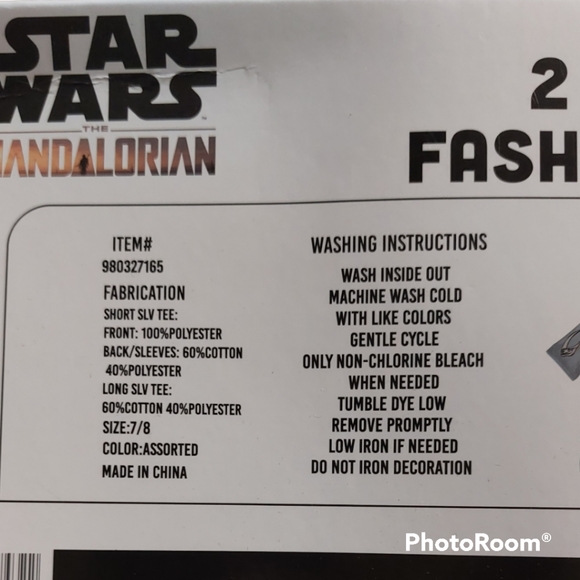 STAR
WARS
THE
MANDALORIAN
2
FASH
ITEM#
980327165
FABRICATION
SHORT SLV TEE:
FRONT: 100%POLYESTER
BACK/SLEEVES: 60%COTTON
40%POLYESTER
LONG SLV TEE:
60%COTTON 40%POLYESTER
SIZE:7/8
COLOR:ASSORTED
MADE IN CHINA
WASHING INSTRUCTIONS
WASH INSIDE OUT
MACHINE WASH COLD
WITH LIKE COLORS
GENTLE CYCLE
ONLY NON-CHLORINE BLEACH
WHEN NEEDED
TUMBLE DYE LOW
REMOVE PROMPTLY
LOW IRON IF NEEDED
DO NOT IRON DECORATION
PhotoRoom®